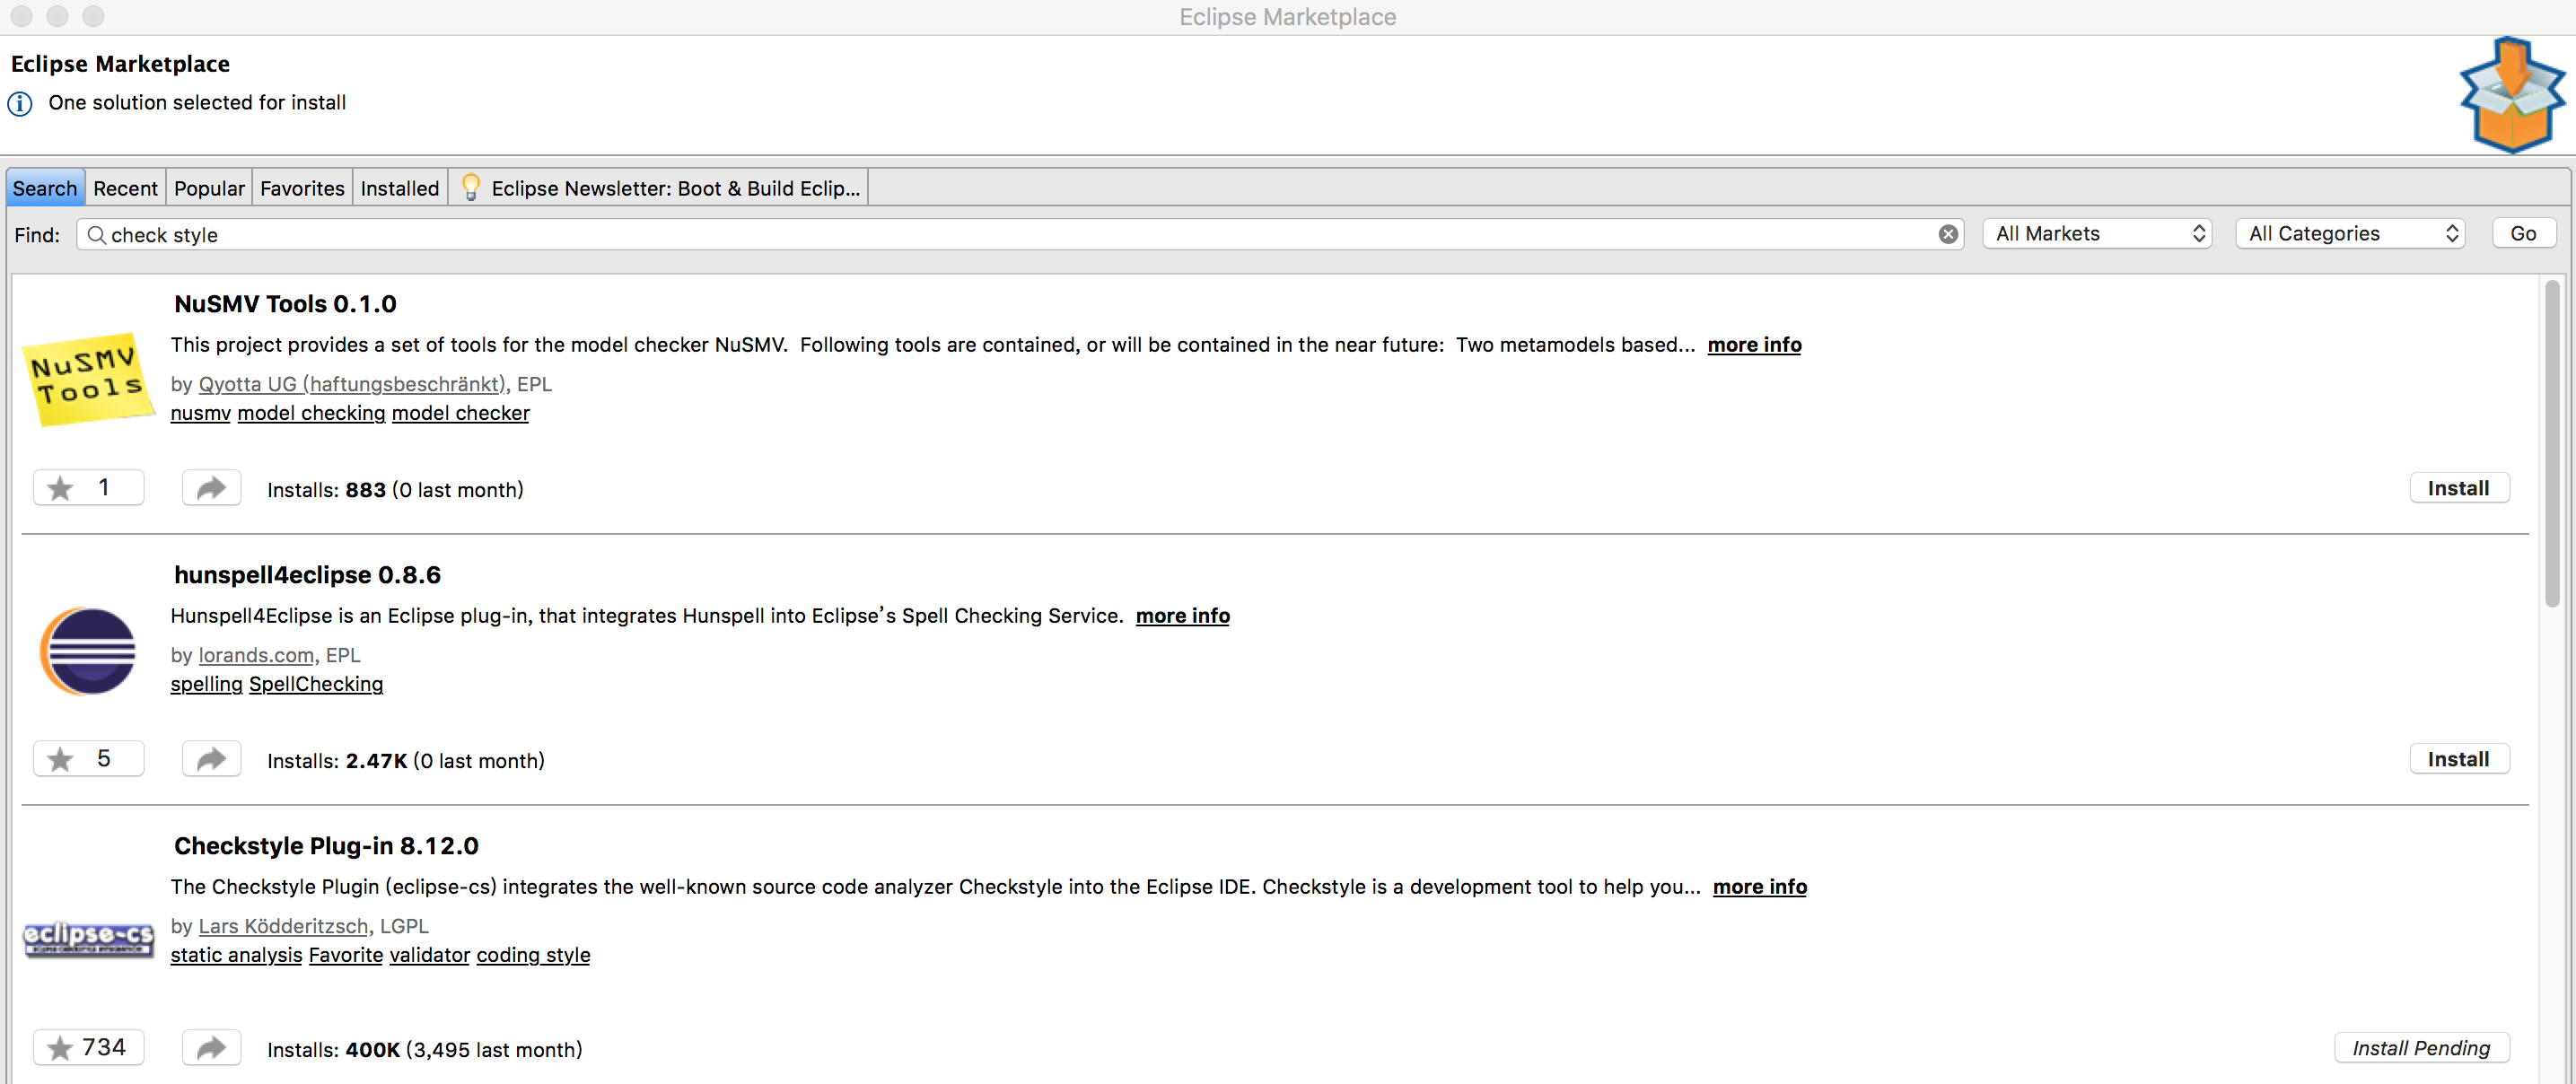 Eclipse Marketplace
Eclipse Marketplace
One solution selected for install
Search Recent Popular Favorites Installed Eclipse Newsletter: Boot & Build Eclip...
Find: check style All Markets All Categories Go
NuSMV Tools 0.1.0
NuSMV
Tools
This project provides a set of tools for the model checker NuSMV. Following tools are contained, or will be contained in the near future: Two metamodels based... more info
by Qyotta UG (haftungsbeschränkt), EPL
nusmv model checking model checker
1 Installs: 883 (0 last month) Install
hunspell4eclipse 0.8.6
Hunspell4Eclipse is an Eclipse plug-in, that integrates Hunspell into Eclipse's Spell Checking Service. more info
by lorands.com, EPL
spelling SpellChecking
5 Installs: 2.47K (0 last month) Install
Checkstyle Plug-in 8.12.0
The Checkstyle Plugin (eclipse-cs) integrates the well-known source code analyzer Checkstyle into the Eclipse IDE. Checkstyle is a development tool to help you... more info
eclipse-cs
by Lars Ködderitzsch, LGPL
static analysis Favorite validator coding style
734 Installs: 400K (3,495 last month) Install Pending